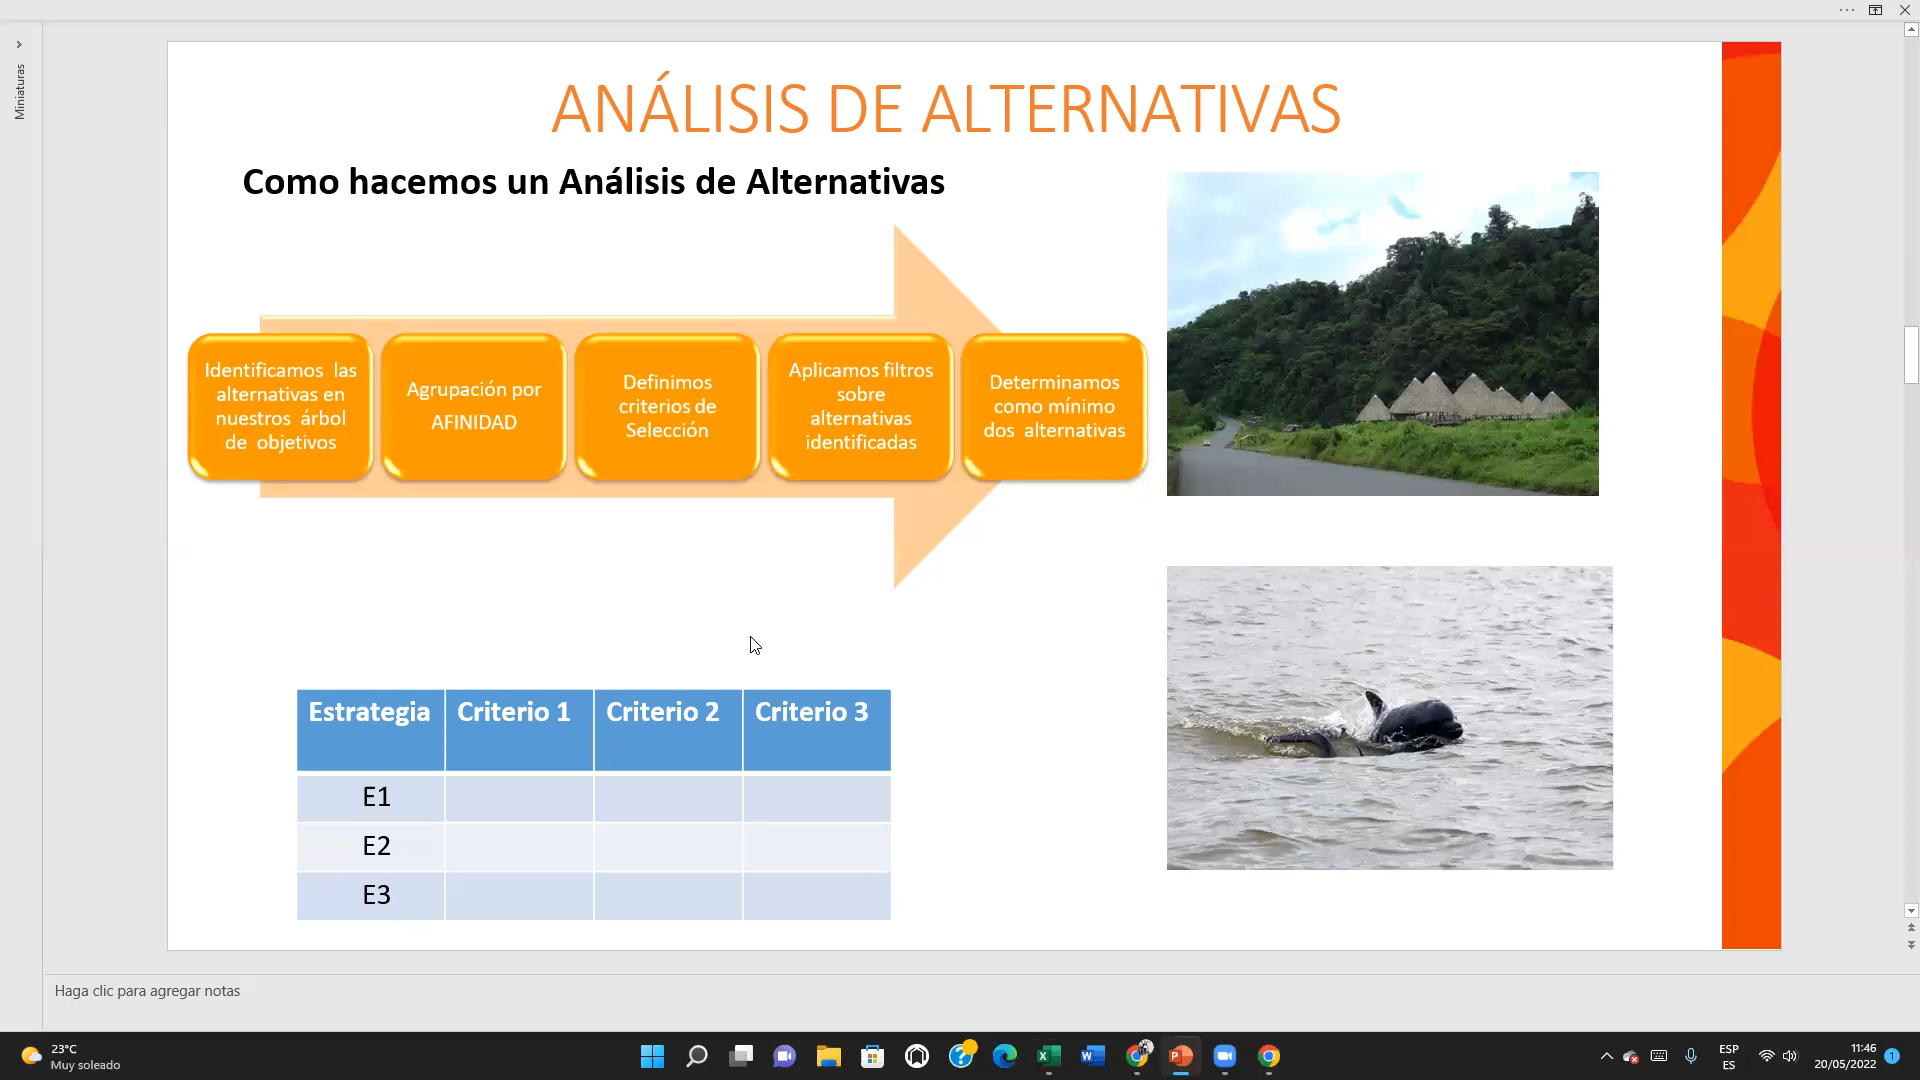 Miniaturas
ANÁLISIS DE ALTERNATIVAS
Como hacemos un Análisis de Alternativas
Identificamos las
alternativas en
nuestros árbol
de objetivos
Agrupación por
AFINIDAD
Definimos
criterios de
Selección
Aplicamos filtros
sobre
alternativas
identificadas
Determinamos
como mínimo
dos alternativas
Estrategia Criterio 1 Criterio 2 Criterio 3
E1
E2
E3
Haga clic para agregar notas
23°C
Muy soleado
ESP
ES
11:46
20/05/2022
1